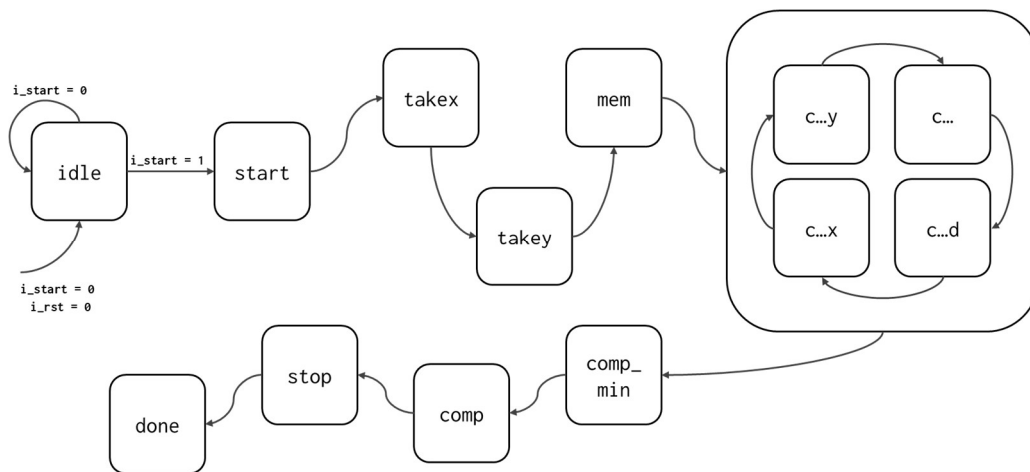 i_start = 0
idle
i_start = 1
i_start = 0
i_rst = 0
start
takex
takey
mem
c...y
c...
c...x
c...d
comp_
min
comp
stop
done